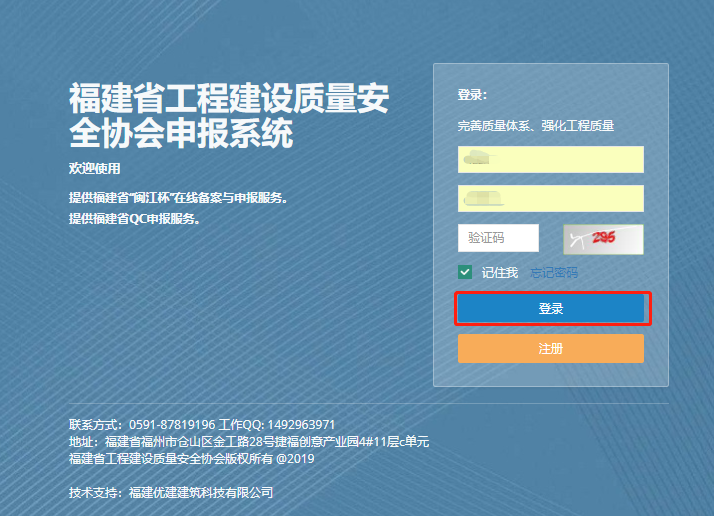 福建省工程建设质量安
全协会申报系统
欢迎使用
提供福建省“闽江杯”在线备案与申报服务。
提供福建省QC申报服务。
登录：
完善质量体系、强化工程质量
验证码
295
记住我 忘记密码
登录
注册
联系方式：0591-87819196 工作QQ: 1492963971
地址：福建省福州市仓山区金工路28号捷福创意产业园4#11层c单元
福建省工程建设质量安全协会版权所有 @2019
技术支持：福建优建建筑科技有限公司